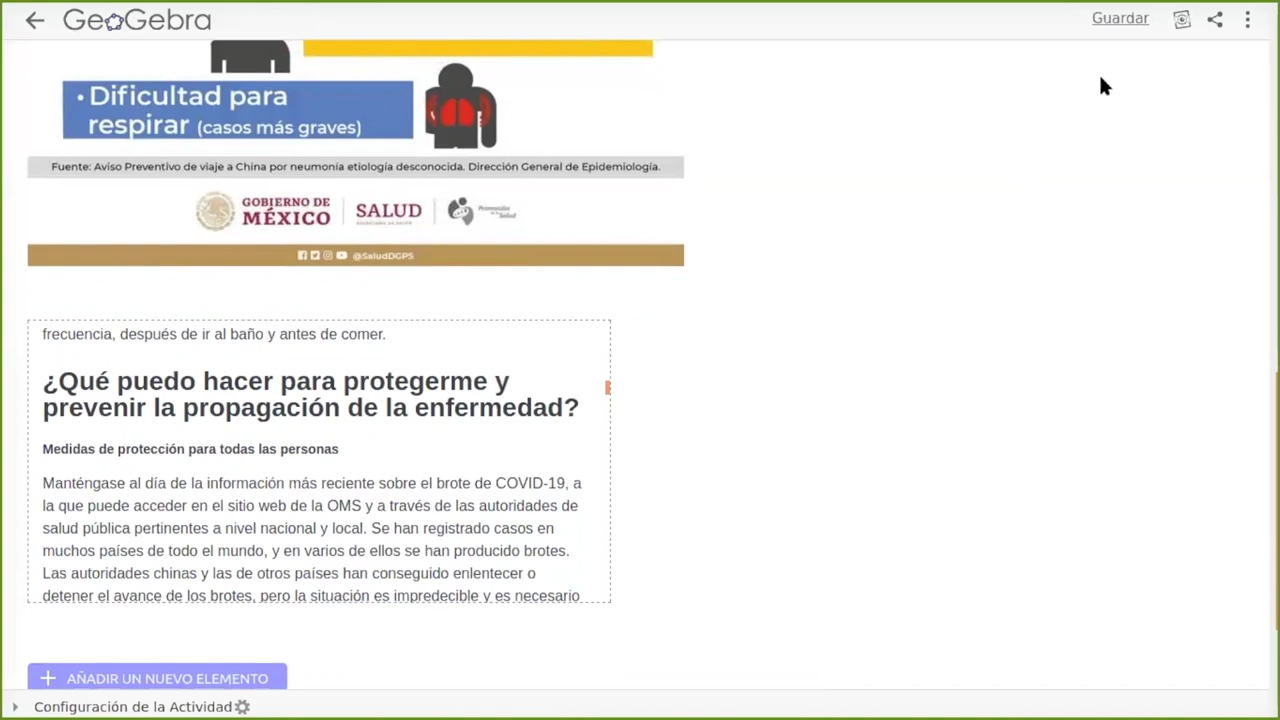 GeoGebra
Guardar
• Dificultad para
respirar (casos más graves)
Fuente: Aviso Preventivo de viaje a China por neumonía etiología desconocida. Dirección General de Epidemiología.
GOBIERNO DE
MÉXICO
SALUD
@SaludDGPS
frecuencia, después de ir al baño y antes de comer.
¿Qué puedo hacer para protegerme y
prevenir la propagación de la enfermedad?
Medidas de protección para todas las personas
Manténgase al día de la información más reciente sobre el brote de COVID-19, a
la que puede acceder en el sitio web de la OMS y a través de las autoridades de
salud pública pertinentes a nivel nacional y local. Se han registrado casos en
muchos países de todo el mundo, y en varios de ellos se han producido brotes.
Las autoridades chinas y las de otros países han conseguido enlentecer o
detener el avance de los brotes, pero la situación es impredecible y es necesario
AÑADIR UN NUEVO ELEMENTO
Configuración de la Actividad